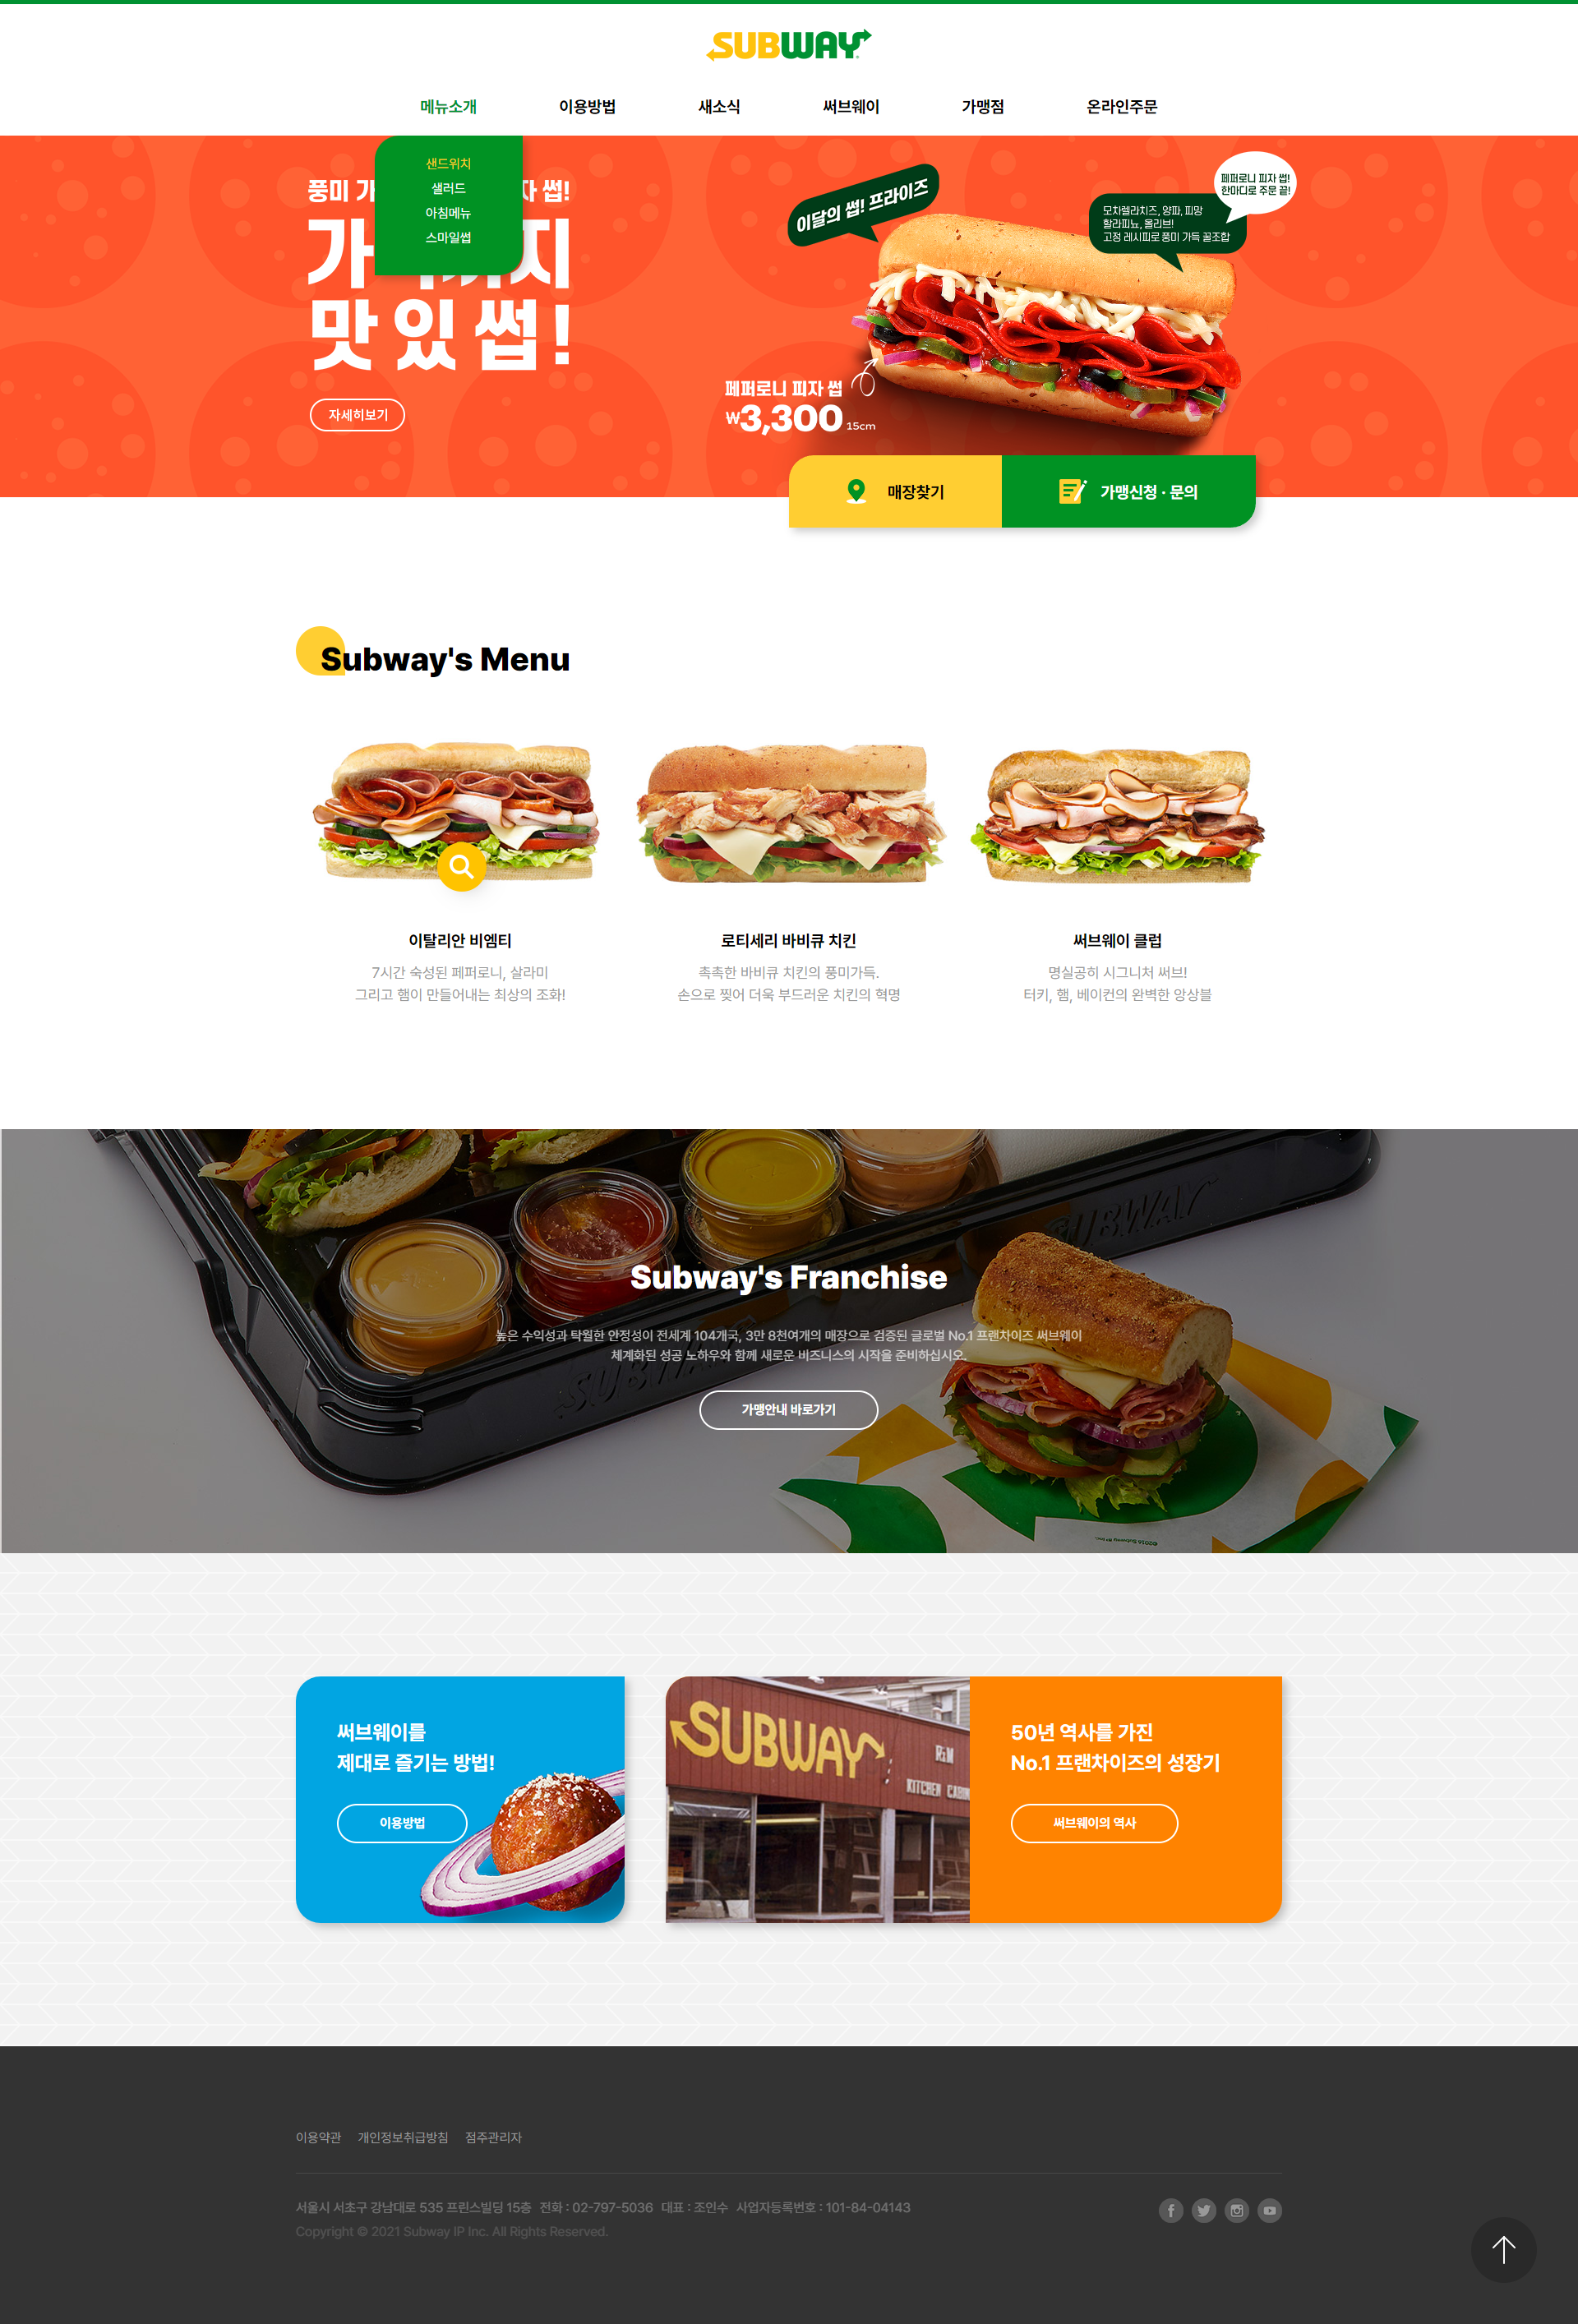 SUBWAY
메뉴소개
이용방법
새소식
써브웨이
가맹점
온라인주문
샌드위치
샐러드
아침메뉴
스마일썹
풍미
썹!
맛있썹!
자세히보기
이달의 썹! 프라이즈
페퍼로니 피자 썹!
한마디로 주문 끝!
모차렐라치즈, 양파, 피망
할라피뇨, 올리브!
고정 레시피로 풍미 가득 꿀조합
페퍼로니 피자 썹
₩3,300 15cm
매장찾기
가맹신청 · 문의
Subway's Menu
이탈리안 비엠티
7시간 숙성된 페퍼로니, 살라미
그리고 햄이 만들어내는 최상의 조화!
로티세리 바비큐 치킨
촉촉한 바비큐 치킨의 풍미가득.
손으로 찢어 더욱 부드러운 치킨의 혁명
써브웨이 클럽
명실공히 시그니처 써브!
터키, 햄, 베이컨의 완벽한 앙상블
SUBWAY
Subway's Franchise
높은 수익성과 탁월한 안정성이 전세계 104개국, 3만 8천여개의 매장으로 검증된 글로벌 No.1 프랜차이즈 써브웨이
체계화된 성공 노하우와 함께 새로운 비즈니스의 시작을 준비하십시오.
SUBWAY
가맹안내 바로가기
써브웨이를
제대로 즐기는 방법!
이용방법
SUBWAY
50년 역사를 가진
No.1 프랜차이즈의 성장기
써브웨이의 역사
이용약관 개인정보취급방침 점주관리자
서울시 서초구 강남대로 535 프린스빌딩 15층 전화 : 02-797-5036 대표 : 조인수 사업자등록번호 : 101-84-04143
Copyright © 2021 Subway IP Inc. All Rights Reserved.